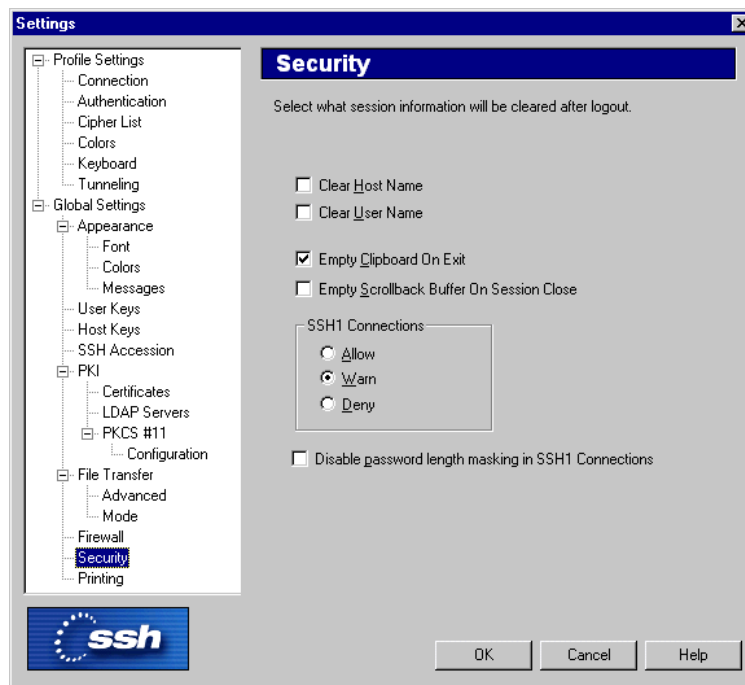 Settings
Profile Settings
Connection
Authentication
Cipher List
Colors
Keyboard
Tunneling
Global Settings
Appearance
Font
Colors
Messages
User Keys
Host Keys
SSH Accession
PKI
Certificates
LDAP Servers
PKCS #11
Configuration
File Transfer
Advanced
Mode
Firewall
Security
Printing
ssh
Security
Select what session information will be cleared after logout.
Clear Host Name
Clear User Name
Empty Clipboard On Exit
Empty Scrollback Buffer On Session Close
SSH1 Connections
Allow
Warn
Deny
Disable password length masking in SSH1 Connections
OK Cancel Help